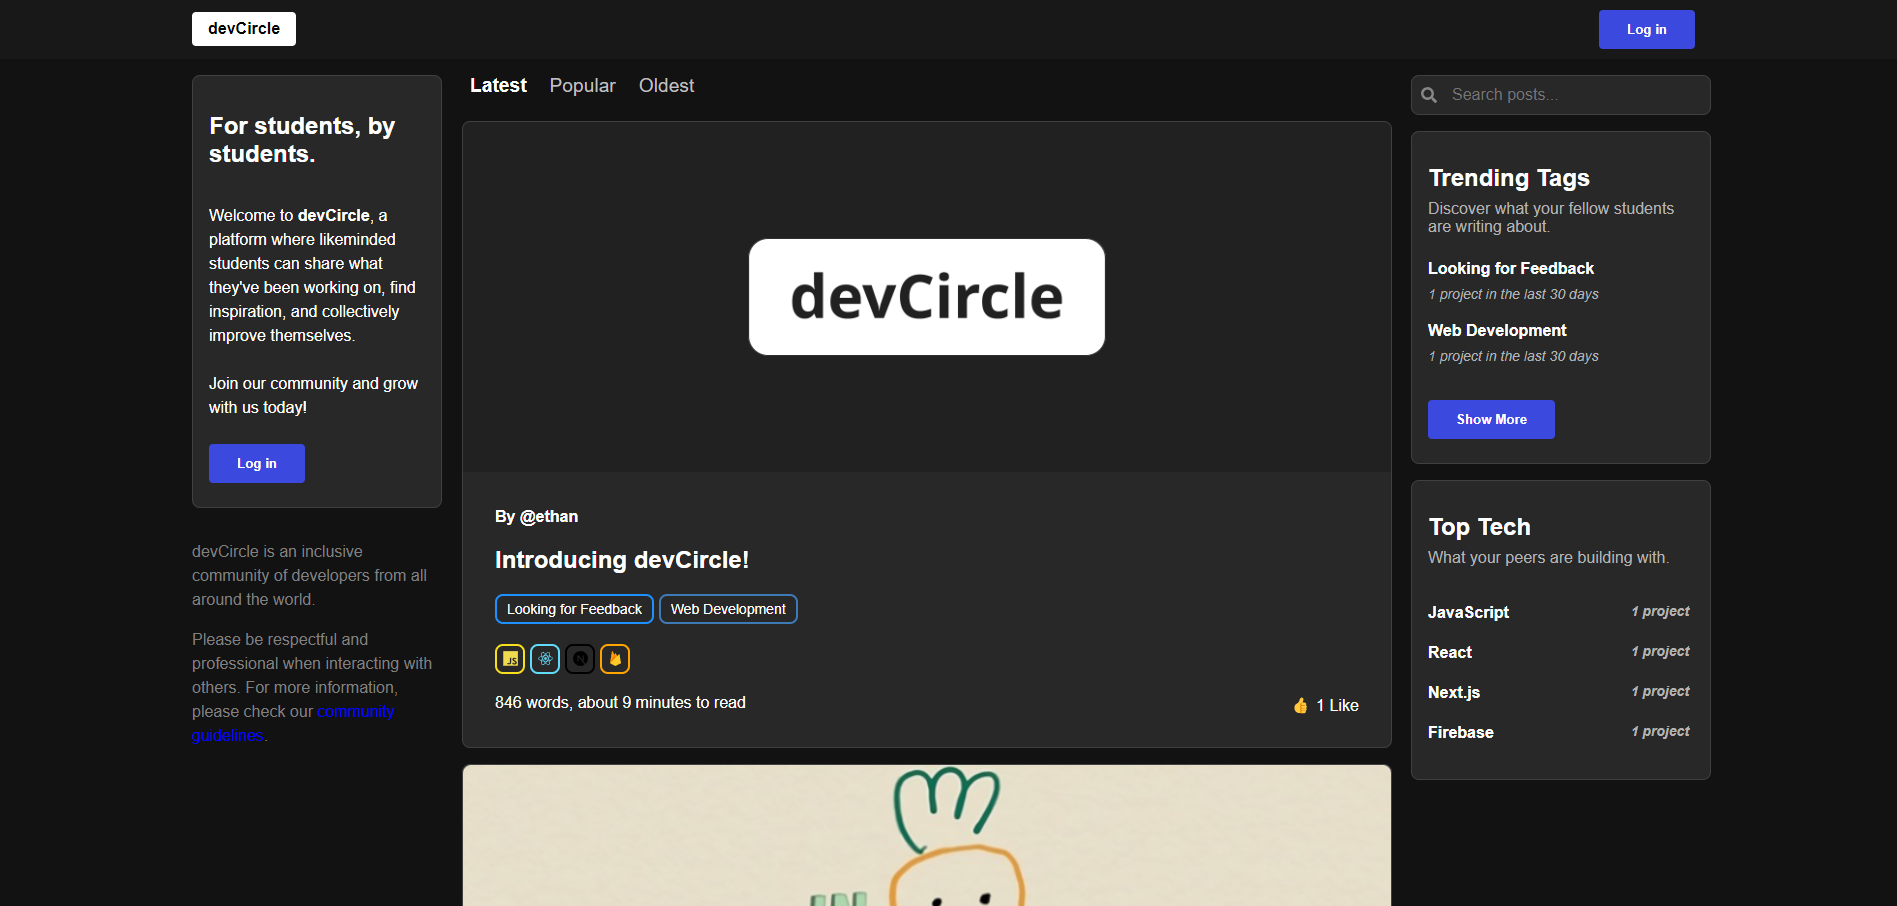 devCircle
Log in
For students, by
students.
Welcome to devCircle, a
platform where likeminded
students can share what
they've been working on, find
inspiration, and collectively
improve themselves.
Join our community and grow
with us today!
Log in
devCircle is an inclusive
community of developers from all
around the world.
Please be respectful and
professional when interacting with
others. For more information,
please check our community
guidelines.
Latest Popular Oldest
devCircle
By @ethan
Introducing devCircle!
Looking for Feedback Web Development
JS N
846 words, about 9 minutes to read
👍 1 Like
Search posts...
Trending Tags
Discover what your fellow students
are writing about.
Looking for Feedback
1 project in the last 30 days
Web Development
1 project in the last 30 days
Show More
Top Tech
What your peers are building with.
JavaScript 1 project
React 1 project
Next.js 1 project
Firebase 1 project